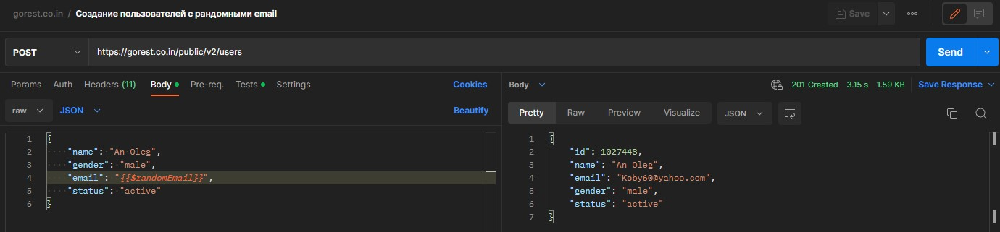 gorest.co.in / Создание пользователей с рандомными email
Save
POST
https://gorest.co.in/public/v2/users
Send
Params Auth Headers (11) Body Pre-req. Tests Settings Cookies
raw JSON Beautify
1 {
2 "name": "An Oleg",
3 "gender": "male",
4 "email": "{{$randomEmail}}",
5 "status": "active"
6 }
Body 201 Created 3.15 s 1.59 KB Save Response
Pretty Raw Preview Visualize JSON
1 {
2 "id": 1027448,
3 "name": "An Oleg",
4 "email": "Koby60@yahoo.com",
5 "gender": "male",
6 "status": "active"
7 }